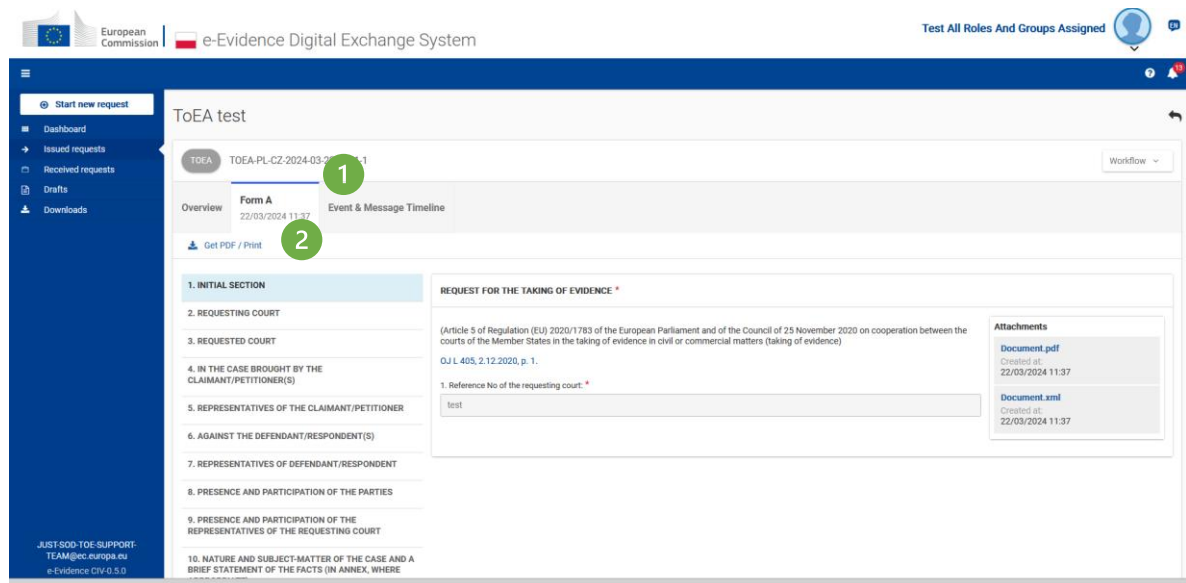 European
Commission
e-Evidence Digital Exchange System
Test All Roles And Groups Assigned
EN
13
Start new request
Dashboard
Issued requests
Received requests
Drafts
Downloads
JUST-SOD-TOE-SUPPORT-
TEAM@ec.europa.eu
e-Evidence CIV-0.5.0
ToEA test
TOEA
TOEA-PL-CZ-2024-03-
-1
Workflow
1
Overview
Form A
22/03/2024 11:37
Event & Message Timeline
Get PDF / Print
2
1. INITIAL SECTION
2. REQUESTING COURT
3. REQUESTED COURT
4. IN THE CASE BROUGHT BY THE
CLAIMANT/PETITIONER(S)
5. REPRESENTATIVES OF THE CLAIMANT/PETITIONER
6. AGAINST THE DEFENDANT/RESPONDENT(S)
7. REPRESENTATIVES OF DEFENDANT/RESPONDENT
8. PRESENCE AND PARTICIPATION OF THE PARTIES
9. PRESENCE AND PARTICIPATION OF THE
REPRESENTATIVES OF THE REQUESTING COURT
10. NATURE AND SUBJECT-MATTER OF THE CASE AND A
BRIEF STATEMENT OF THE FACTS (IN ANNEX, WHERE
REQUEST FOR THE TAKING OF EVIDENCE *
(Article 5 of Regulation (EU) 2020/1783 of the European Parliament and of the Council of 25 November 2020 on cooperation between the
courts of the Member States in the taking of evidence in civil or commercial matters (taking of evidence)
OJ L 405, 2.12.2020, p. 1.
1. Reference No of the requesting court: *
test
Attachments
Document.pdf
Created at:
22/03/2024 11:37
Document.xml
Created at:
22/03/2024 11:37